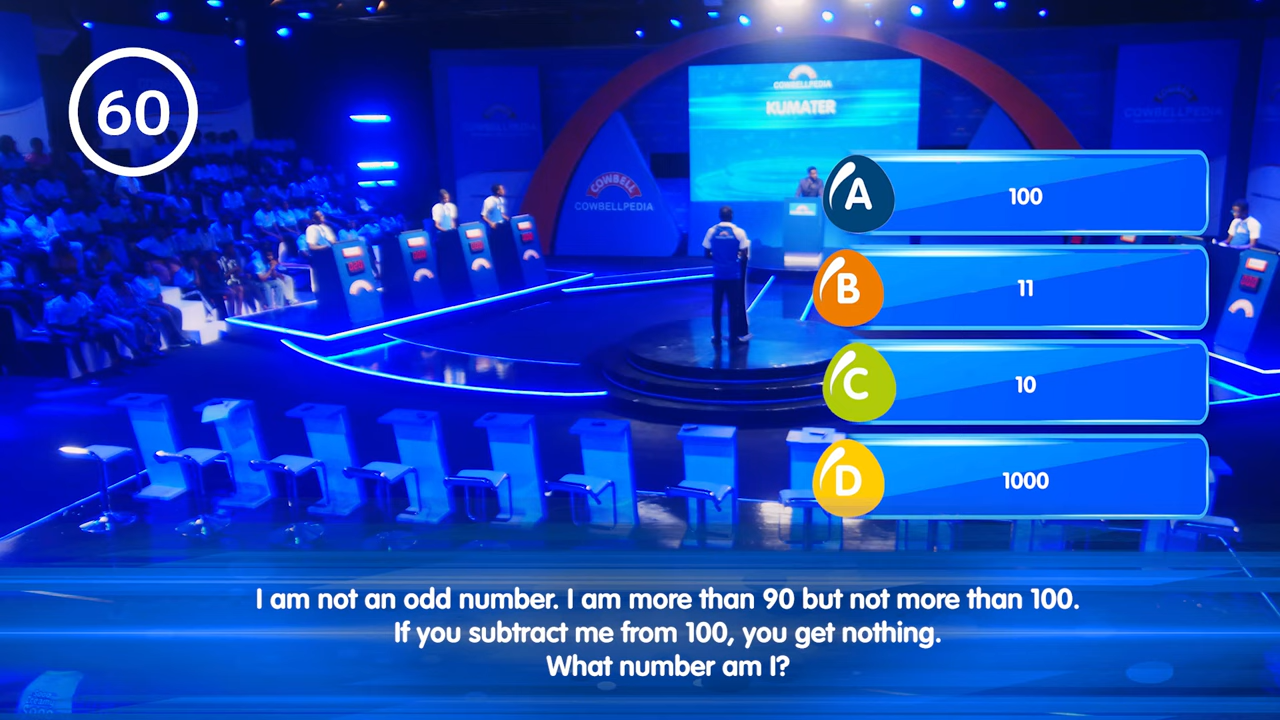 60
COWBELLPEDIA
KUMATER
COWBELLPEDIA
COWBELL
COWBELLPEDIA
A
100
B
11
C
10
D
1000
I am not an odd number. I am more than 90 but not more than 100.
If you subtract me from 100, you get nothing.
What number am I?